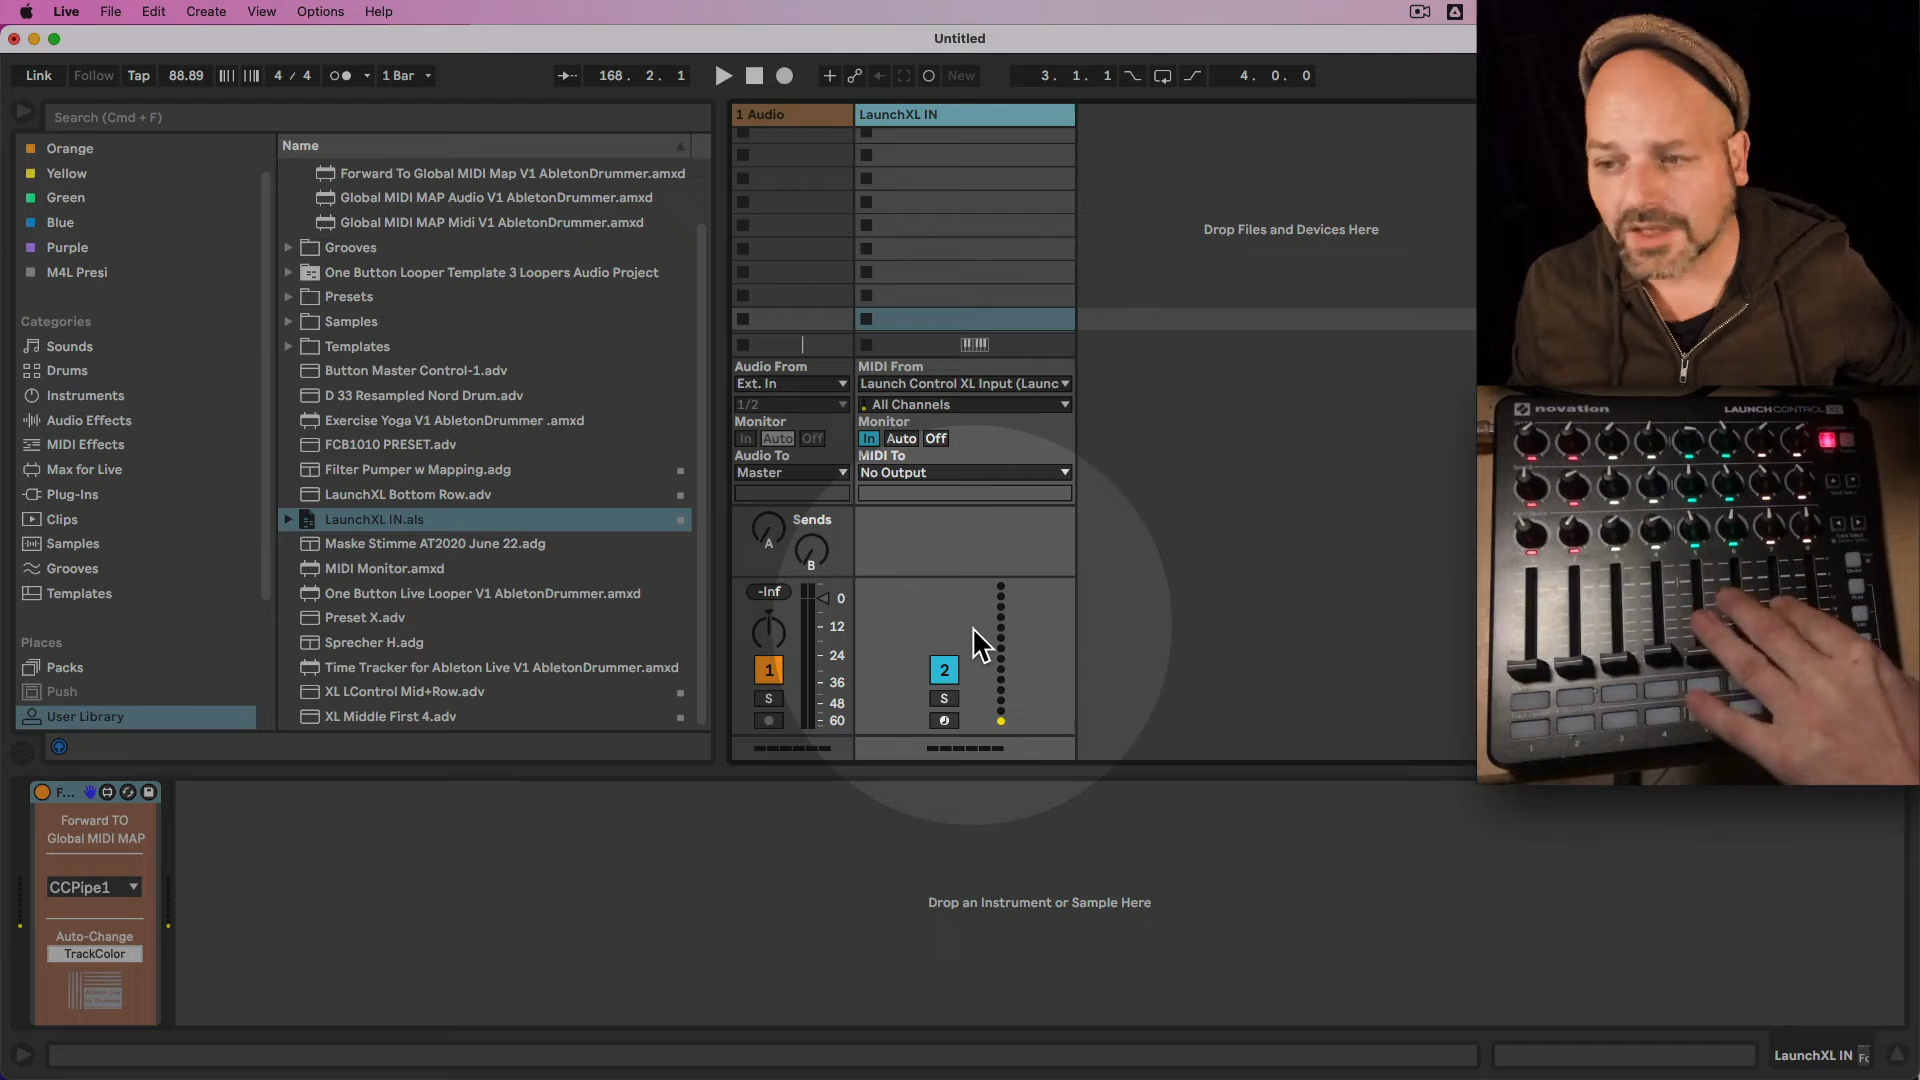 Live File Edit Create View Options Help
Untitled
Link Follow Tap 88.89 4 / 4 1 Bar 168. 2. 1 New 3. 1. 1 4. 0. 0
Search (Cmd + F)
Orange
Yellow
Green
Blue
Purple
M4L Presi
Categories
Sounds
Drums
Instruments
Audio Effects
MIDI Effects
Max for Live
Plug-Ins
Clips
Samples
Grooves
Templates
Places
Packs
Push
User Library
Name
Forward To Global MIDI Map V1 AbletonDrummer.amxd
Global MIDI MAP Audio V1 AbletonDrummer.amxd
Global MIDI MAP Midi V1 AbletonDrummer.amxd
Grooves
One Button Looper Template 3 Loopers Audio Project
Presets
Samples
Templates
Button Master Control-1.adv
D 33 Resampled Nord Drum.adv
Exercise Yoga V1 AbletonDrummer .amxd
FCB1010 PRESET.adv
Filter Pumper w Mapping.adg
LaunchXL Bottom Row.adv
LaunchXL IN.als
Maske Stimme AT2020 June 22.adg
MIDI Monitor.amxd
One Button Live Looper V1 AbletonDrummer.amxd
Preset X.adv
Sprecher H.adg
Time Tracker for Ableton Live V1 AbletonDrummer.amxd
XL LControl Mid+Row.adv
XL Middle First 4.adv
1 Audio
Audio From
Ext. In
1/2
Monitor
In Auto Off
Audio To
Master
Sends
A
B
-Inf
0
12
24
36
48
60
1
S
LaunchXL IN
MIDI From
Launch Control XL Input (Launc
All Channels
Monitor
In Auto Off
MIDI To
No Output
2
S
Drop Files and Devices Here
novation LAUNCHCONTROL XL
1 2 3 4
F...
Forward TO
Global MIDI MAP
CCPipe1
Auto-Change
TrackColor
Drop an Instrument or Sample Here
LaunchXL IN